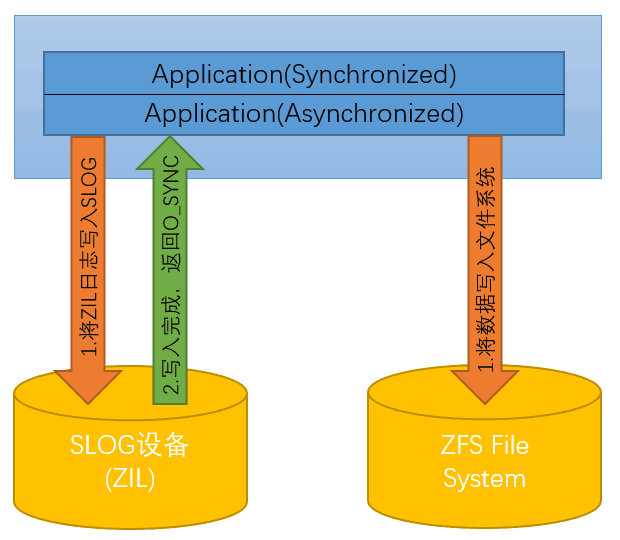 Application(Synchronized)
Application(Asynchronized)
1.将ZIL日志写入SLOG
2.写入完成，返回O_SYNC
1.将数据写入文件系统
SLOG设备
(ZIL)
ZFS File
System